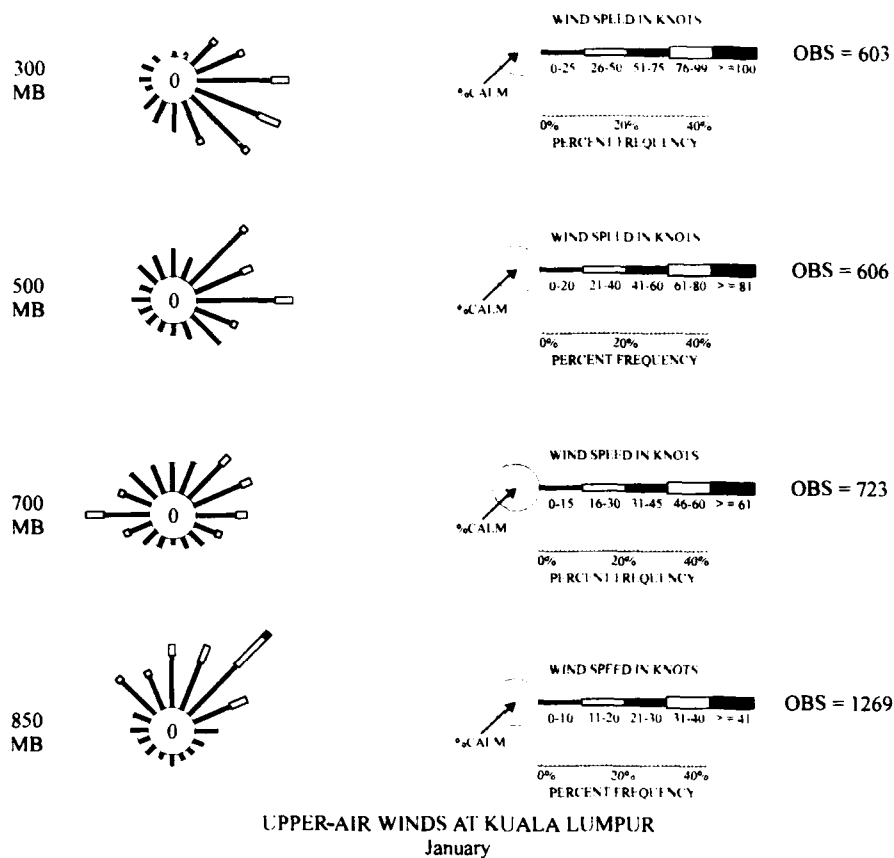 300
MB
0
WIND SPEED IN KNOTS
0-25 26-50 51-75 76-99 > =100
%CALM
0% 20% 40%
PERCENT FREQUENCY
OBS = 603
500
MB
0
WIND SPEED IN KNOTS
0-20 21-40 41-60 61-80 > = 81
%CALM
0% 20% 40%
PERCENT FREQUENCY
OBS = 606
700
MB
0
WIND SPEED IN KNOTS
0-15 16-30 31-45 46-60 > = 61
%CALM
0% 20% 40%
PERCENT FREQUENCY
OBS = 723
850
MB
0
WIND SPEED IN KNOTS
0-10 11-20 21-30 31-40 > = 41
%CALM
0% 20% 40%
PERCENT FREQUENCY
OBS = 1269
UPPER-AIR WINDS AT KUALA LUMPUR
January